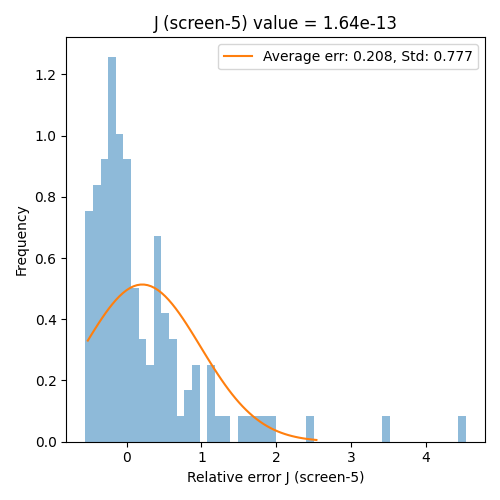 J (screen-5) value = 1.64e-13
Average err: 0.208, Std: 0.777
Frequency
1.2
1.0
0.8
0.6
0.4
0.2
0.0
0 1 2 3 4
Relative error J (screen-5)